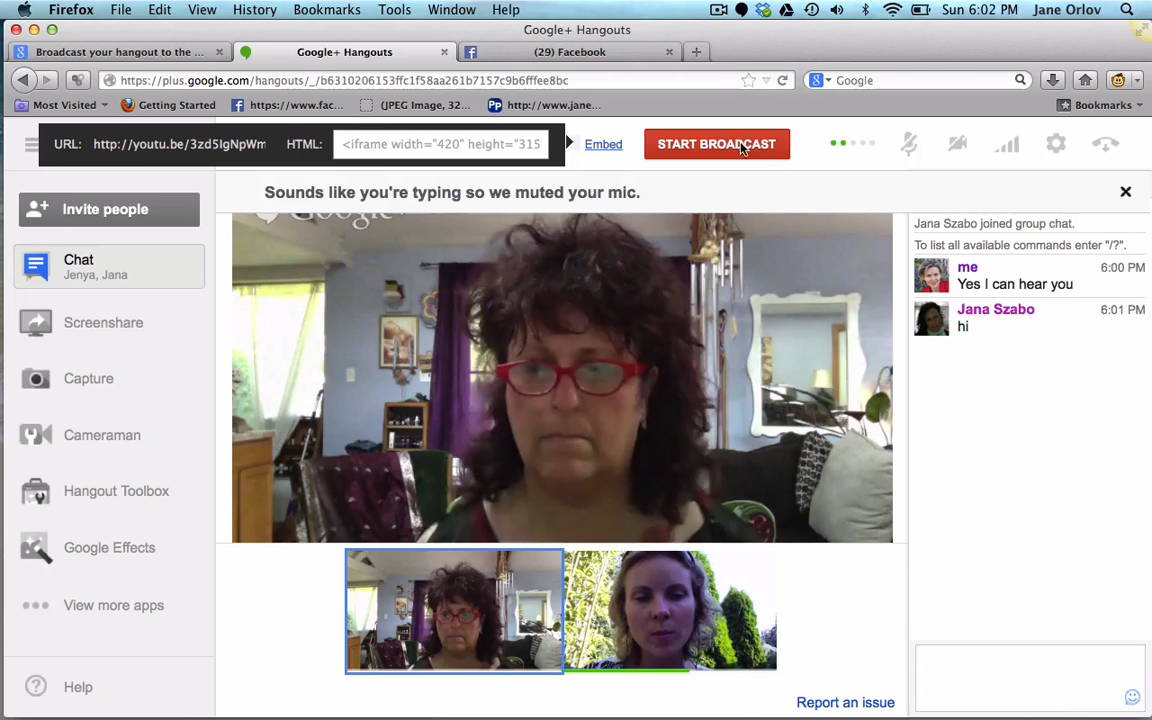 Firefox File Edit View History Bookmarks Tools Window Help Sun 6:02 PM Jane Orlov
Google+ Hangouts
Broadcast your hangout to the ... Google+ Hangouts (29) Facebook
https://plus.google.com/hangouts/_/b6310206153ffc1f58aa261b7157c9b6fffee8bc Google
Most Visited Getting Started https://www.fac... (JPEG Image, 32... http://www.jane... Bookmarks
URL: http://youtu.be/3zd5IgNpWm HTML: <iframe width="420" height="315 Embed START BROADCAST
Sounds like you're typing so we muted your mic.
Invite people
Chat
Jenya, Jana
Screenshare
Capture
Cameraman
Hangout Toolbox
Google Effects
View more apps
Help
Google+
Jana Szabo joined group chat.
To list all available commands enter "/?".
me 6:00 PM
Yes I can hear you
Jana Szabo 6:01 PM
hi
Report an issue